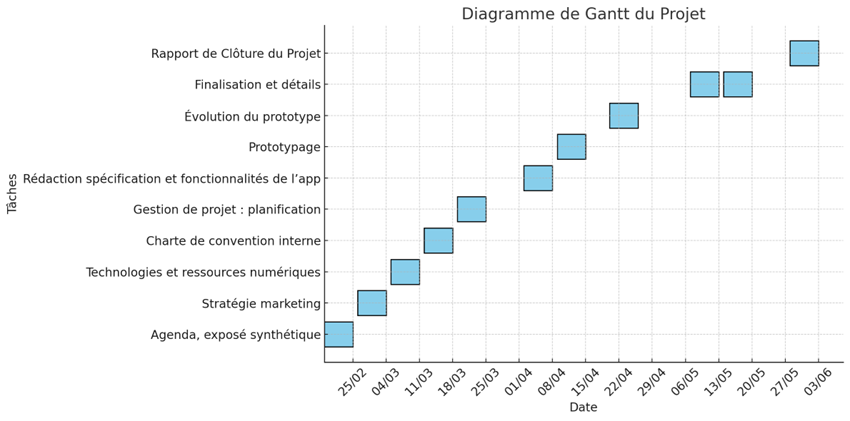 Diagramme de Gantt du Projet
Rapport de Clôture du Projet
Finalisation et détails
Évolution du prototype
Prototypage
Rédaction spécification et fonctionnalités de l’app
Gestion de projet : planification
Charte de convention interne
Technologies et ressources numériques
Stratégie marketing
Agenda, exposé synthétique
Tâches
25/02 04/03 11/03 18/03 25/03 01/04 08/04 15/04 22/04 29/04 06/05 13/05 20/05 27/05 03/06
Date